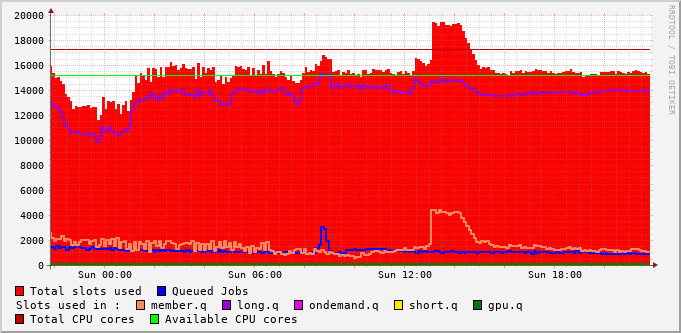 20000
18000
16000
14000
12000
10000
8000
6000
4000
2000
0
Sun 00:00 Sun 06:00 Sun 12:00 Sun 18:00
RRDTOOL / TOBI OETIKER
Total slots used Queued Jobs
Slots used in : member.q long.q ondemand.q short.q gpu.q
Total CPU cores Available CPU cores